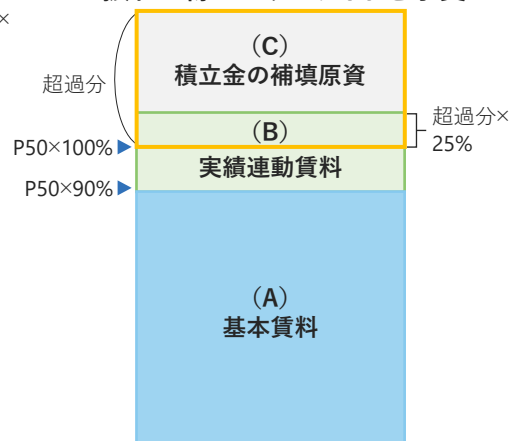 ×
(C)
積立金の補填原資
超過分
(B)
超過分×
25%
P50×100%
実績連動賃料
P50×90%
(A)
基本賃料